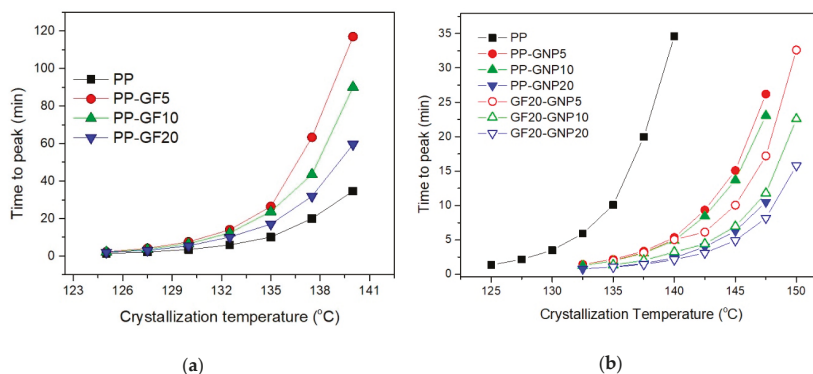 120
100
80
60
40
20
0
Time to peak (min)
PP
PP-GF5
PP-GF10
PP-GF20
123 126 129 132 135 138 141
Crystallization temperature (°C)
(a)
35
30
25
20
15
10
5
0
Time to peak (min)
PP
PP-GNP5
PP-GNP10
PP-GNP20
GF20-GNP5
GF20-GNP10
GF20-GNP20
125 130 135 140 145 150
Crystallization Temperature (°C)
(b)